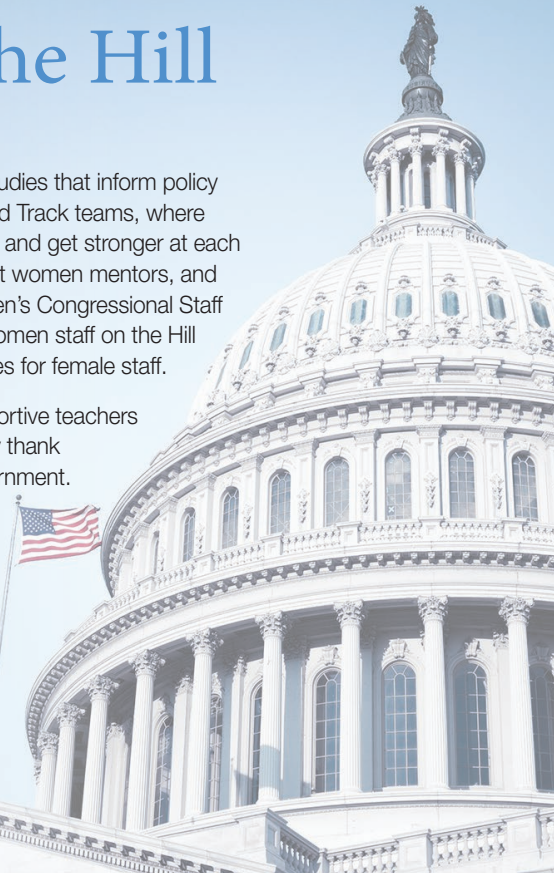 he Hill
udies that inform policy
d Track teams, where
and get stronger at each
t women mentors, and
en’s Congressional Staff
omen staff on the Hill
es for female staff.
ortive teachers
thank
rnment.